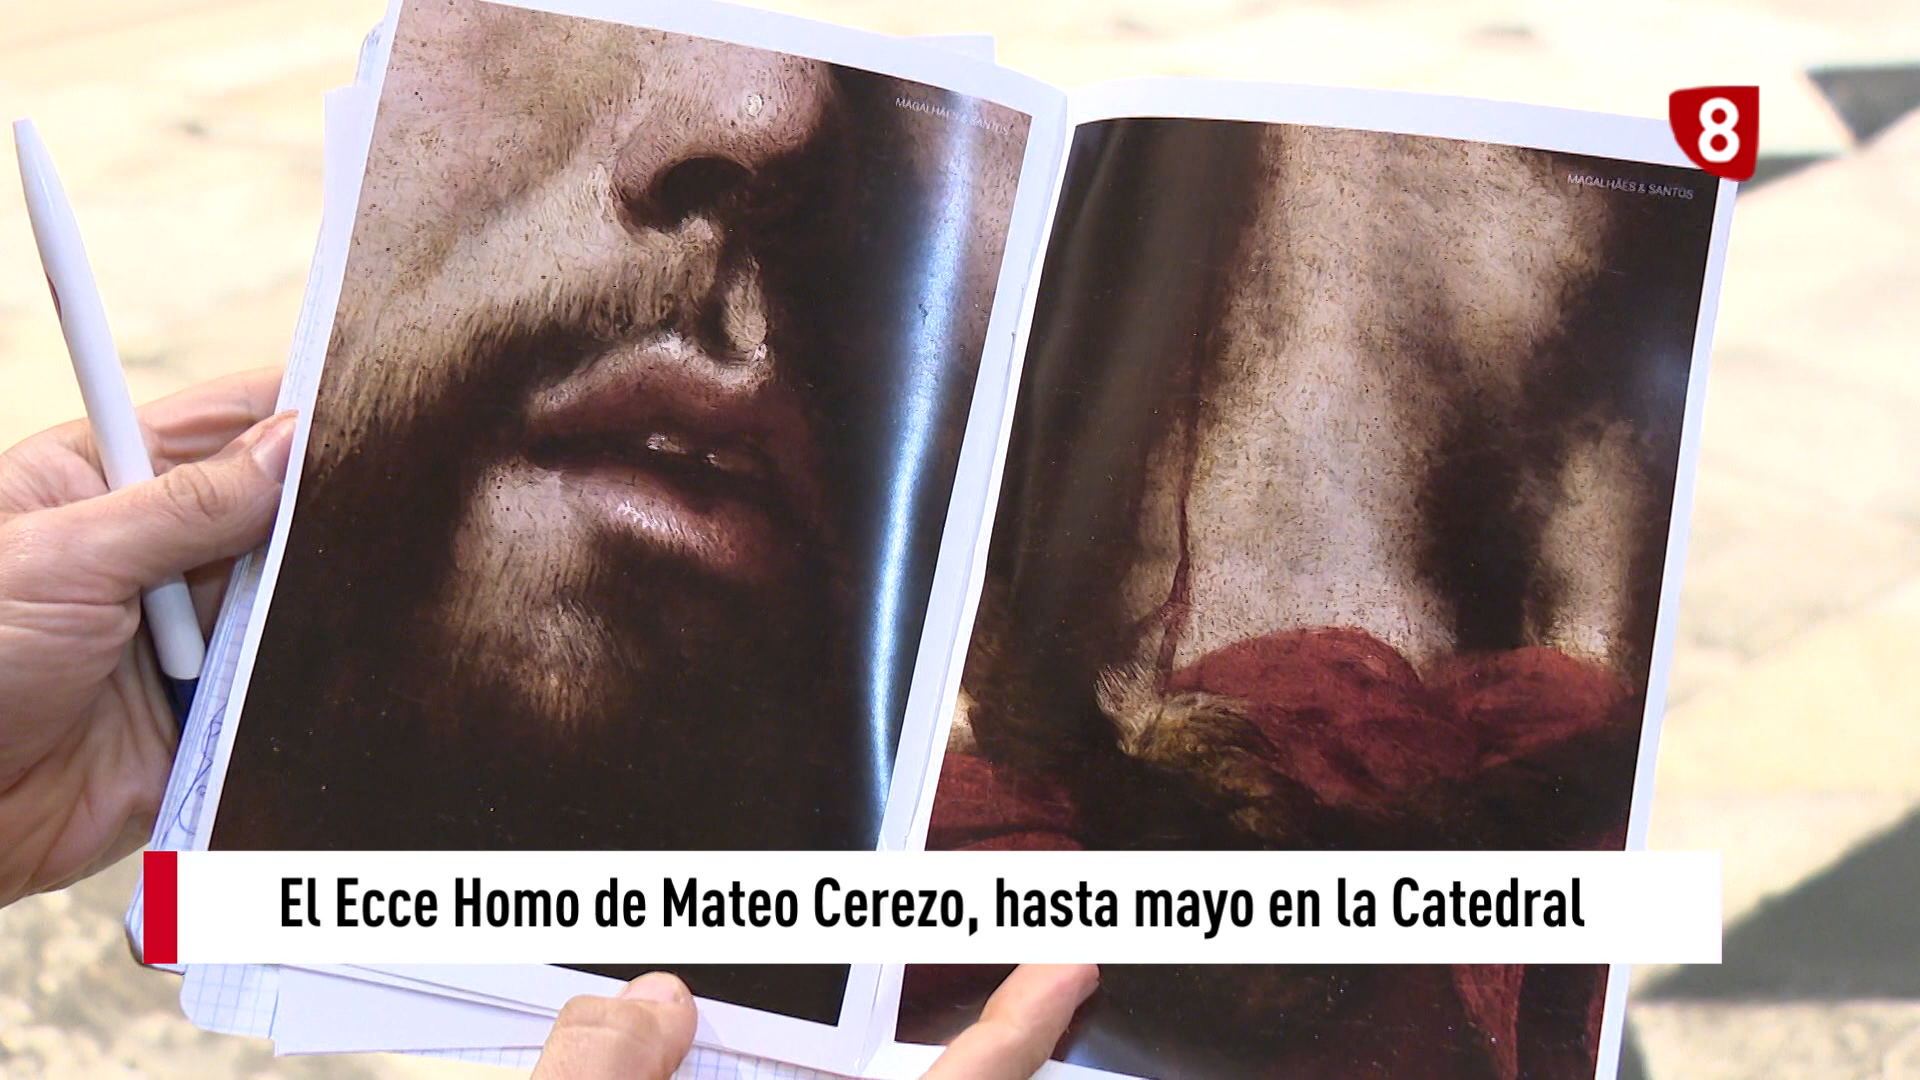 MAGALHÃES & SANTOS
MAGALHÃES & SANTOS
8
El Ecce Homo de Mateo Cerezo, hasta mayo en la Catedral